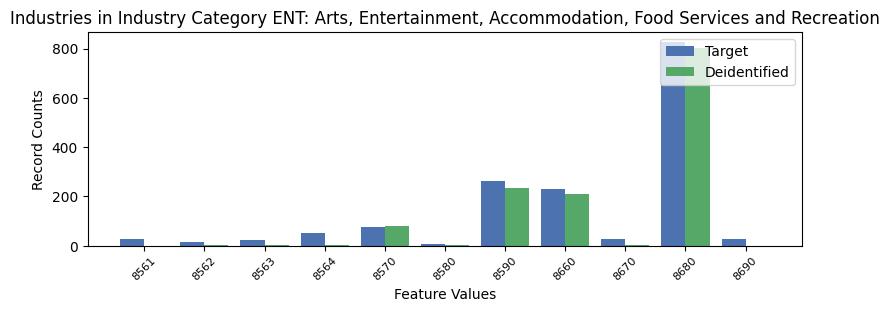 Industries in Industry Category ENT: Arts, Entertainment, Accommodation, Food Services and Recreation
Target
Deidentified
Record Counts
800
600
400
200
0
8561 8562 8563 8564 8570 8580 8590 8660 8670 8680 8690
Feature Values